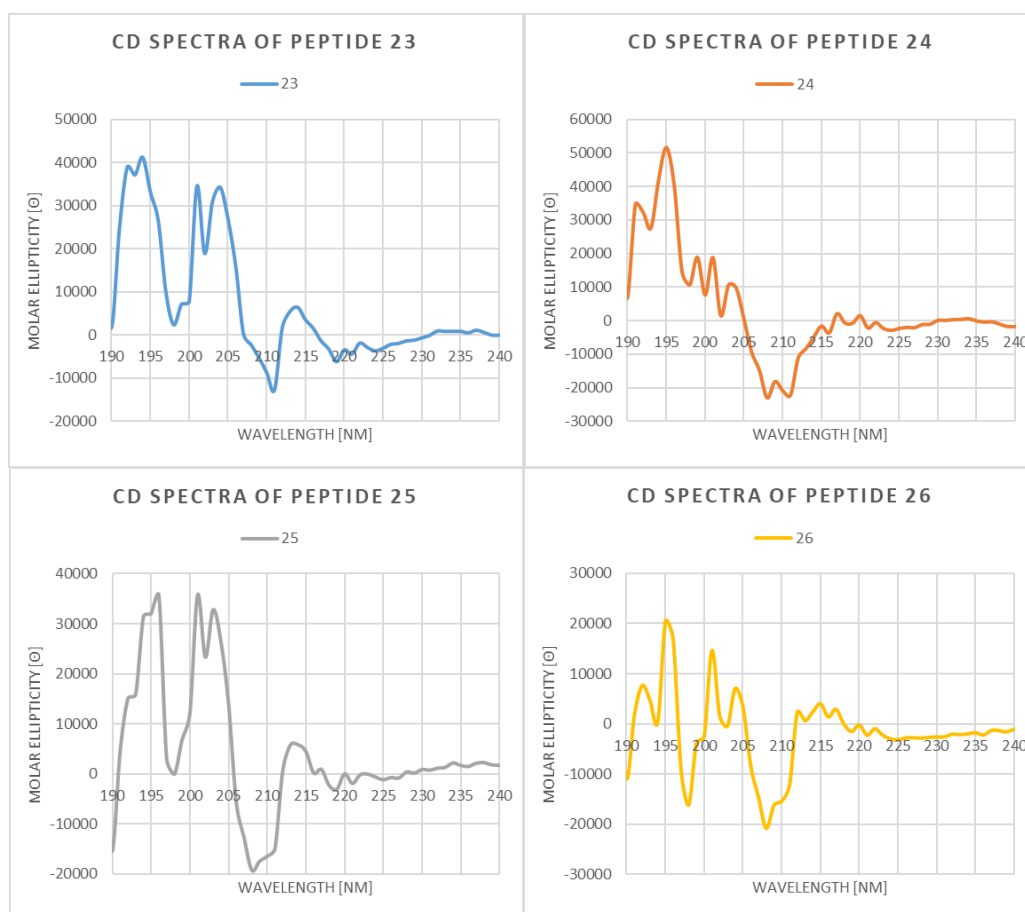 CD SPECTRA OF PEPTIDE 23
23
MOLAR ELLIPTICITY [Θ]
50000
40000
30000
20000
10000
0
-10000
-20000
190 195 200 205 210 215 220 225 230 235 240
WAVELENGTH [NM]
CD SPECTRA OF PEPTIDE 24
24
MOLAR ELLIPTICITY [Θ]
60000
50000
40000
30000
20000
10000
0
-10000
-20000
-30000
190 195 200 205 210 215 220 225 230 235 240
WAVELENGTH [NM]
CD SPECTRA OF PEPTIDE 25
25
MOLAR ELLIPTICITY [Θ]
40000
30000
20000
10000
0
-10000
-20000
190 195 200 205 210 215 220 225 230 235 240
WAVELENGTH [NM]
CD SPECTRA OF PEPTIDE 26
26
MOLAR ELLIPTICITY [Θ]
30000
20000
10000
0
-10000
-20000
-30000
190 195 200 205 210 215 220 225 230 235 240
WAVELENGTH [NM]